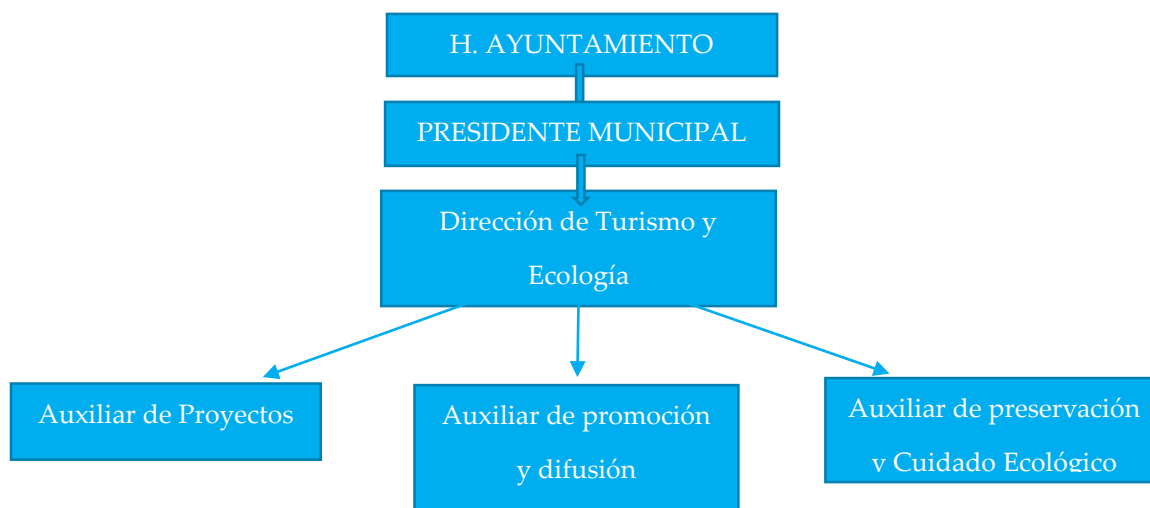 H. AYUNTAMIENTO
PRESIDENTE MUNICIPAL
Dirección de Turismo y
Ecología
Auxiliar de Proyectos
Auxiliar de promoción
y difusión
Auxiliar de preservación
y Cuidado Ecológico